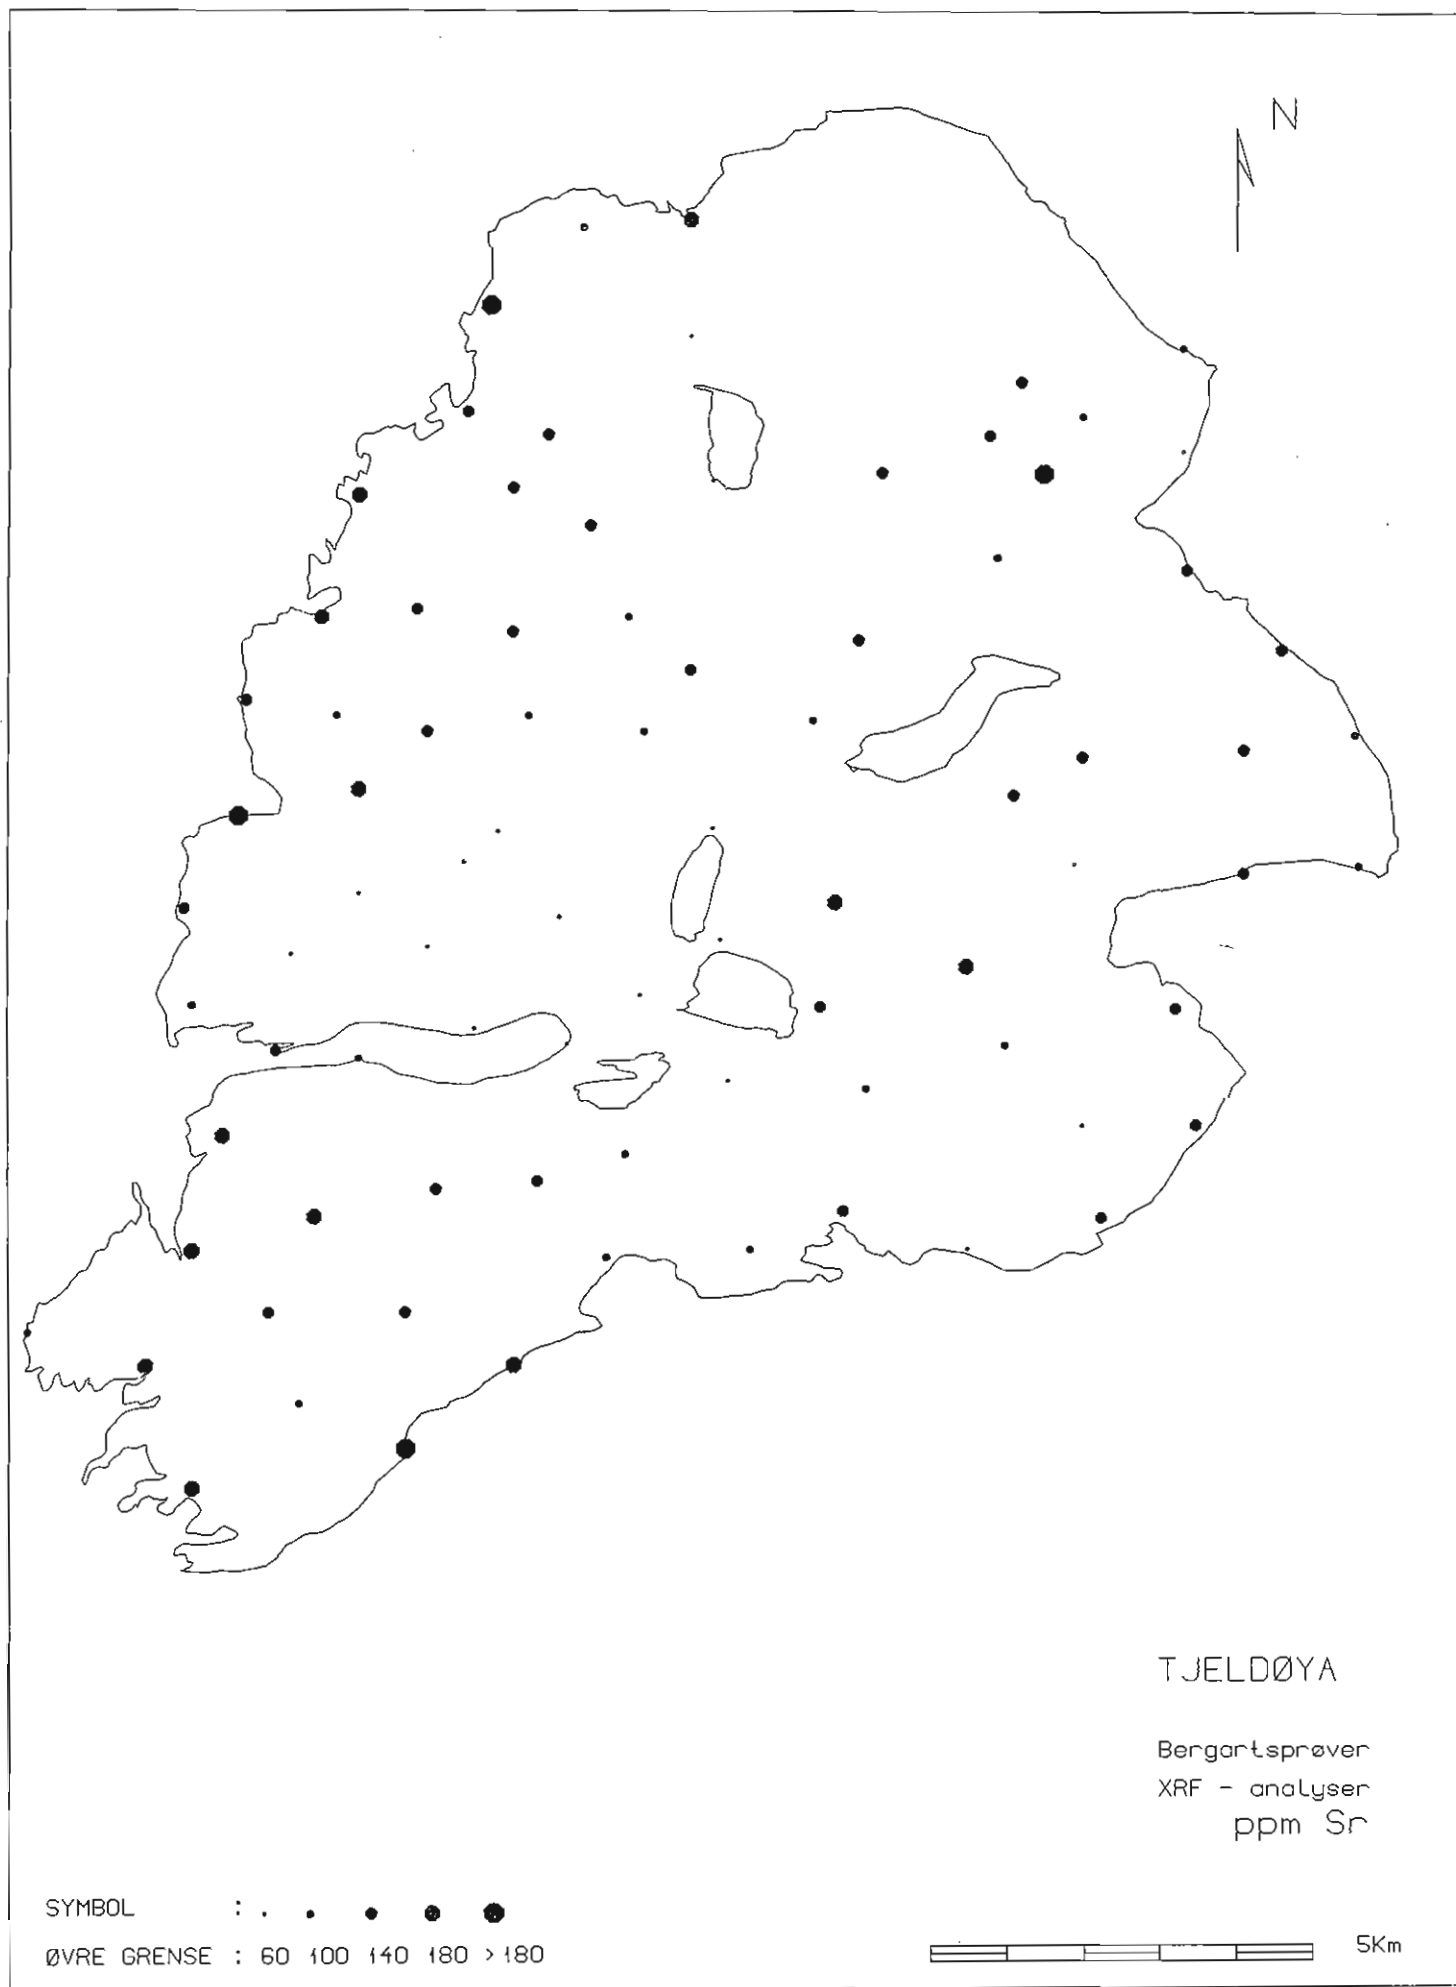 N
TJELDØYA
Bergartsprøver
XRF - analyser
ppm Sr
SYMBOL :
ØVRE GRENSE : 60 100 140 180 >180
5Km